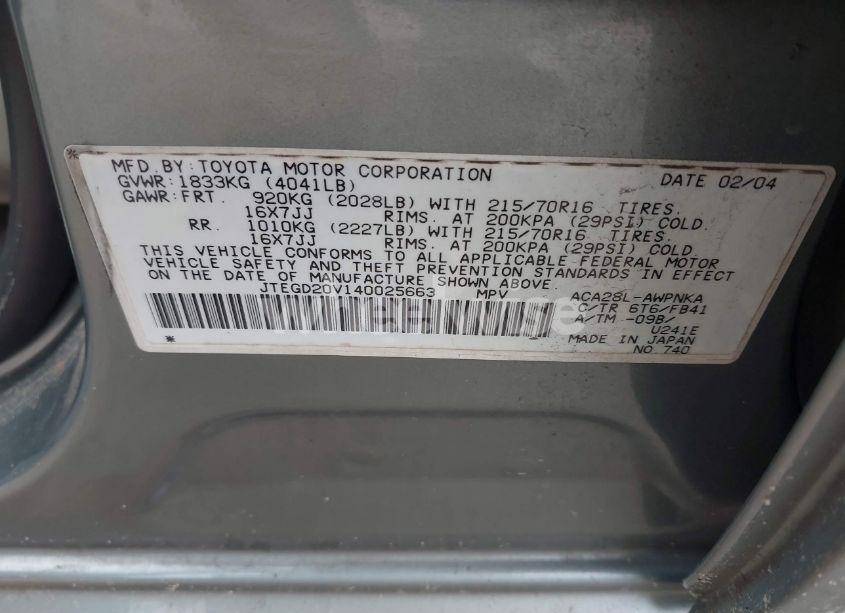 MFD. BY: TOYOTA MOTOR CORPORATION DATE 02/04
GVWR: 1833KG (4041LB)
GAWR: FRT. 920KG (2028LB) WITH 215/70R16 TIRES,
16X7JJ RIMS. AT 200KPA (29PSI) COLD.
RR. 1010KG (2227LB) WITH 215/70R16 TIRES,
16X7JJ RIMS. AT 200KPA (29PSI) COLD.
THIS VEHICLE CONFORMS TO ALL APPLICABLE FEDERAL MOTOR
VEHICLE SAFETY AND THEFT PREVENTION STANDARDS IN EFFECT
ON THE DATE OF MANUFACTURE SHOWN ABOVE.
JTEGD20V140025663 MPV ACA28L-AWPNKA
C/TR 6T6/FB41
A/TM -09B/
U241E
MADE IN JAPAN
NO.740